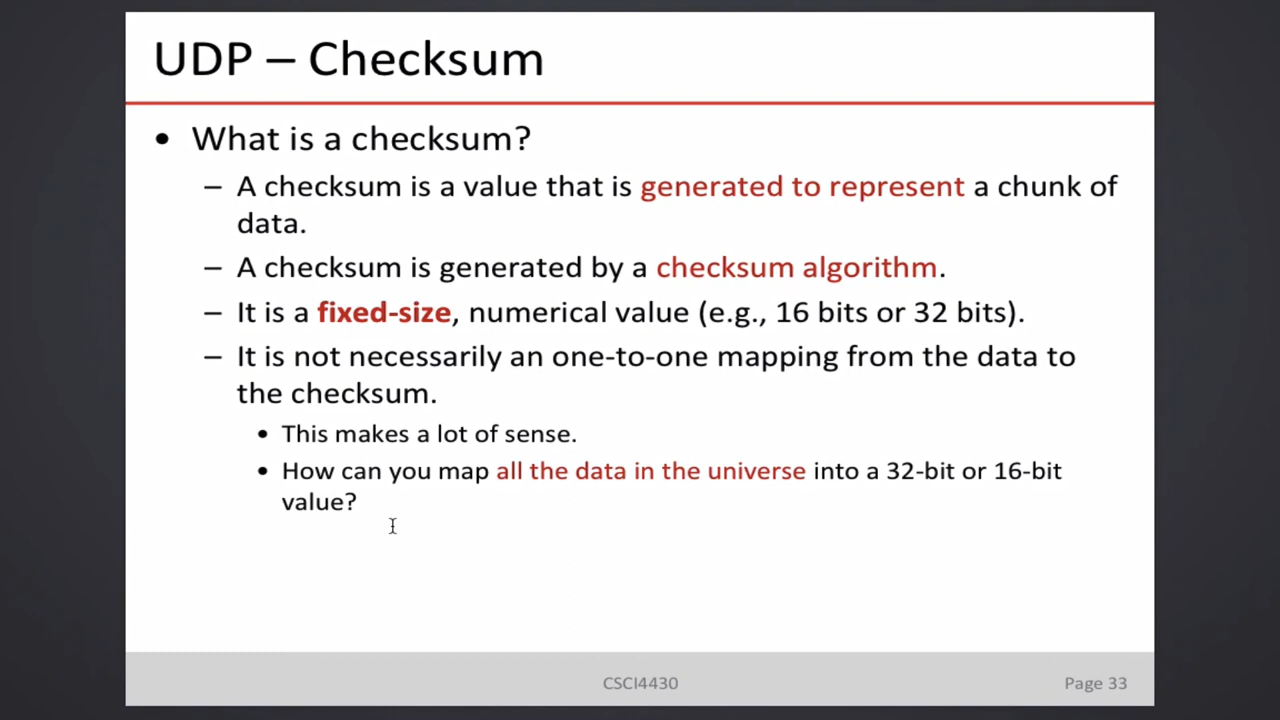 UDP – Checksum
• What is a checksum?
– A checksum is a value that is generated to represent a chunk of
data.
– A checksum is generated by a checksum algorithm.
– It is a fixed-size, numerical value (e.g., 16 bits or 32 bits).
– It is not necessarily an one-to-one mapping from the data to
the checksum.
• This makes a lot of sense.
• How can you map all the data in the universe into a 32-bit or 16-bit
value?
CSCI4430
Page 33